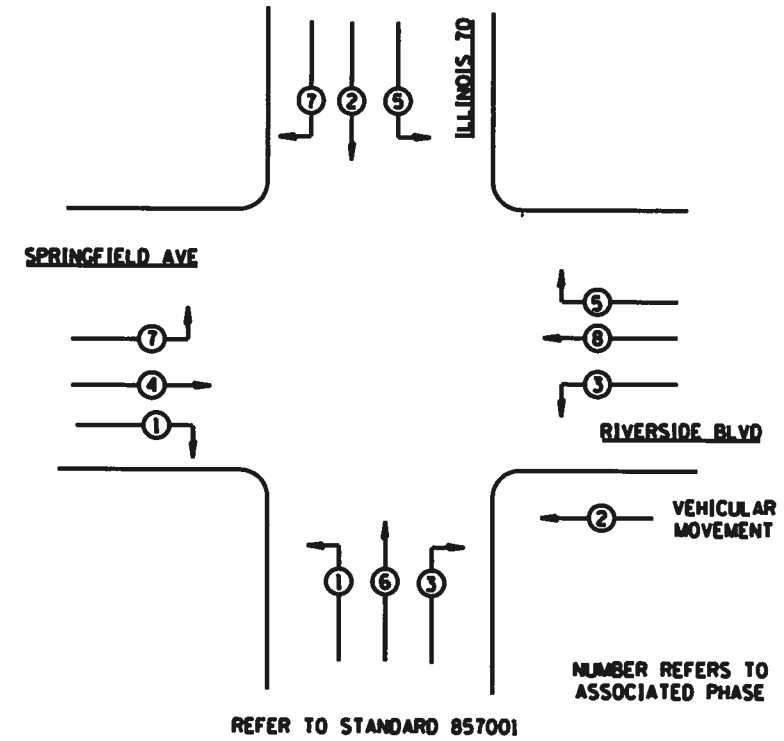 ILLINOIS 70
7 2 5
SPRINGFIELD AVE
5
7 8
4 3
1
RIVERSIDE BLVD
2 VEHICULAR
MOVEMENT
1 6 3
NUMBER REFERS TO
ASSOCIATED PHASE
REFER TO STANDARD 857001